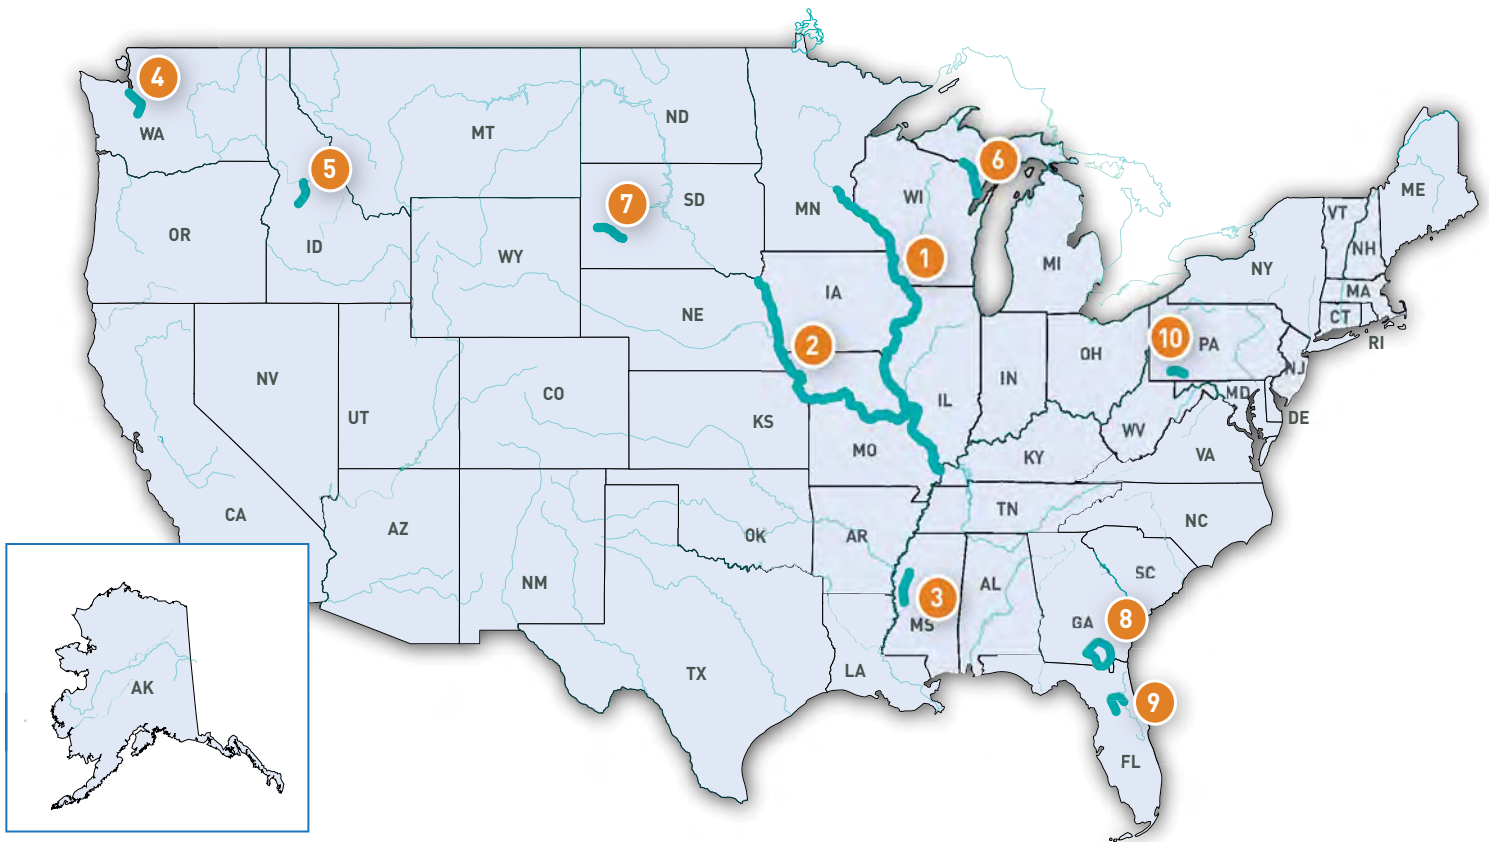 4
WA
MT
ND
MN
5
6
7
SD
WI
ME
VT
NH
OR
ID
WY
1
MI
NY
MA
IA
NE
2
CT
RI
10
PA
OH
NJ
NV
UT
CO
KS
IL
IN
MD
DE
WV
MO
KY
VA
CA
AZ
NM
OK
AR
TN
NC
3
AL
SC
MS
GA
8
TX
LA
9
FL
AK